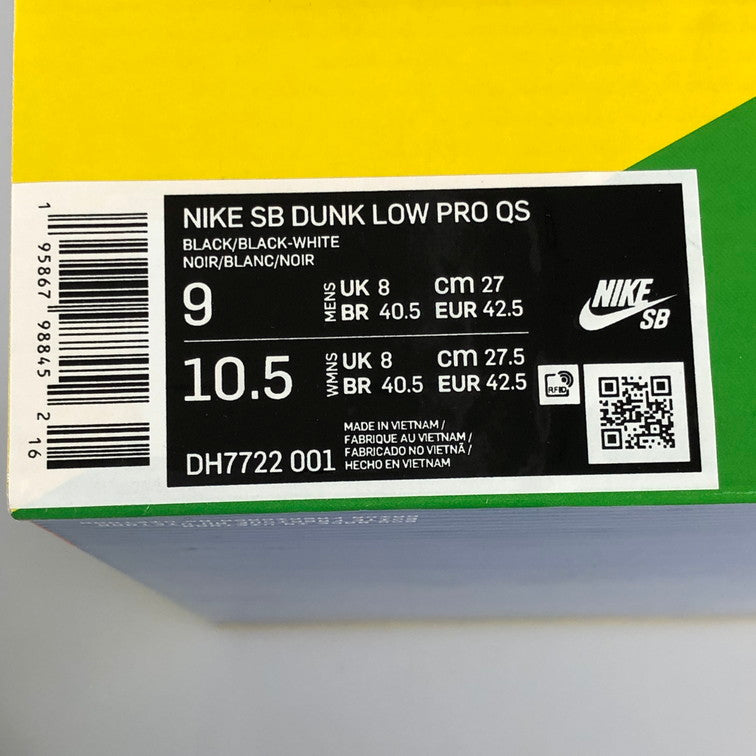 NIKE SB DUNK LOW PRO QS
BLACK/BLACK-WHITE
NOIR/BLANC/NOIR
9 MENS UK 8 cm 27
BR 40.5 EUR 42.5
10.5 WMNS UK 8 cm 27.5
BR 40.5 EUR 42.5
DH7722 001
MADE IN VIETNAM /
FABRIQUE AU VIETNAM /
FABRICADO NO VIETNÃ /
HECHO EN VIETNAM
NIKE
SB
RFID
1 95867 98845 2 16